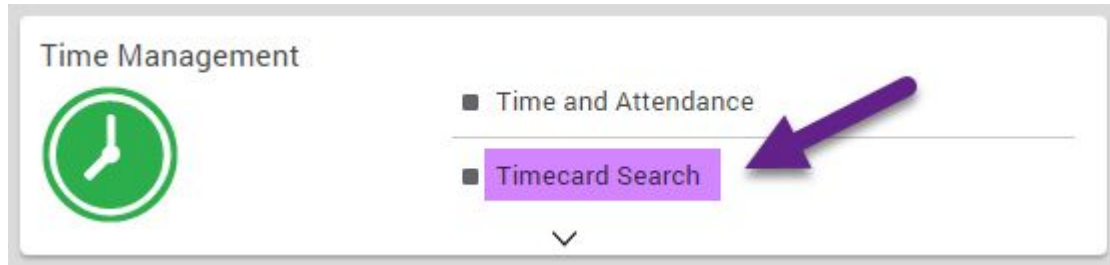 Time Management
Time and Attendance
Timecard Search